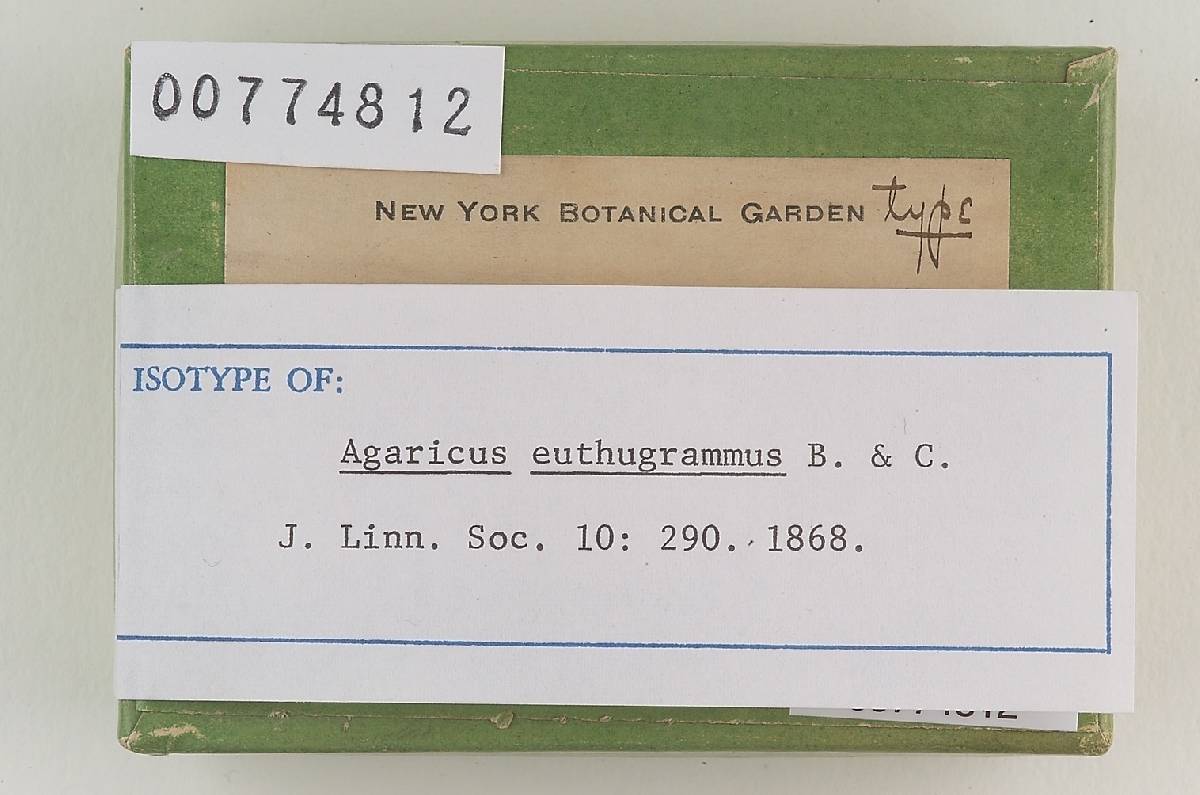 00774812
NEW YORK BOTANICAL GARDEN type
ISOTYPE OF:
Agaricus euthugrammus B. & C.
J. Linn. Soc. 10: 290. 1868.